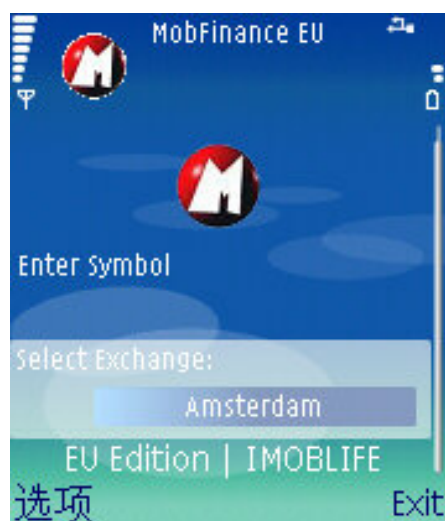 MobFinance EU
Enter Symbol
Select Exchange:
Amsterdam
EU Edition | IMOBLIFE
选项
Exit